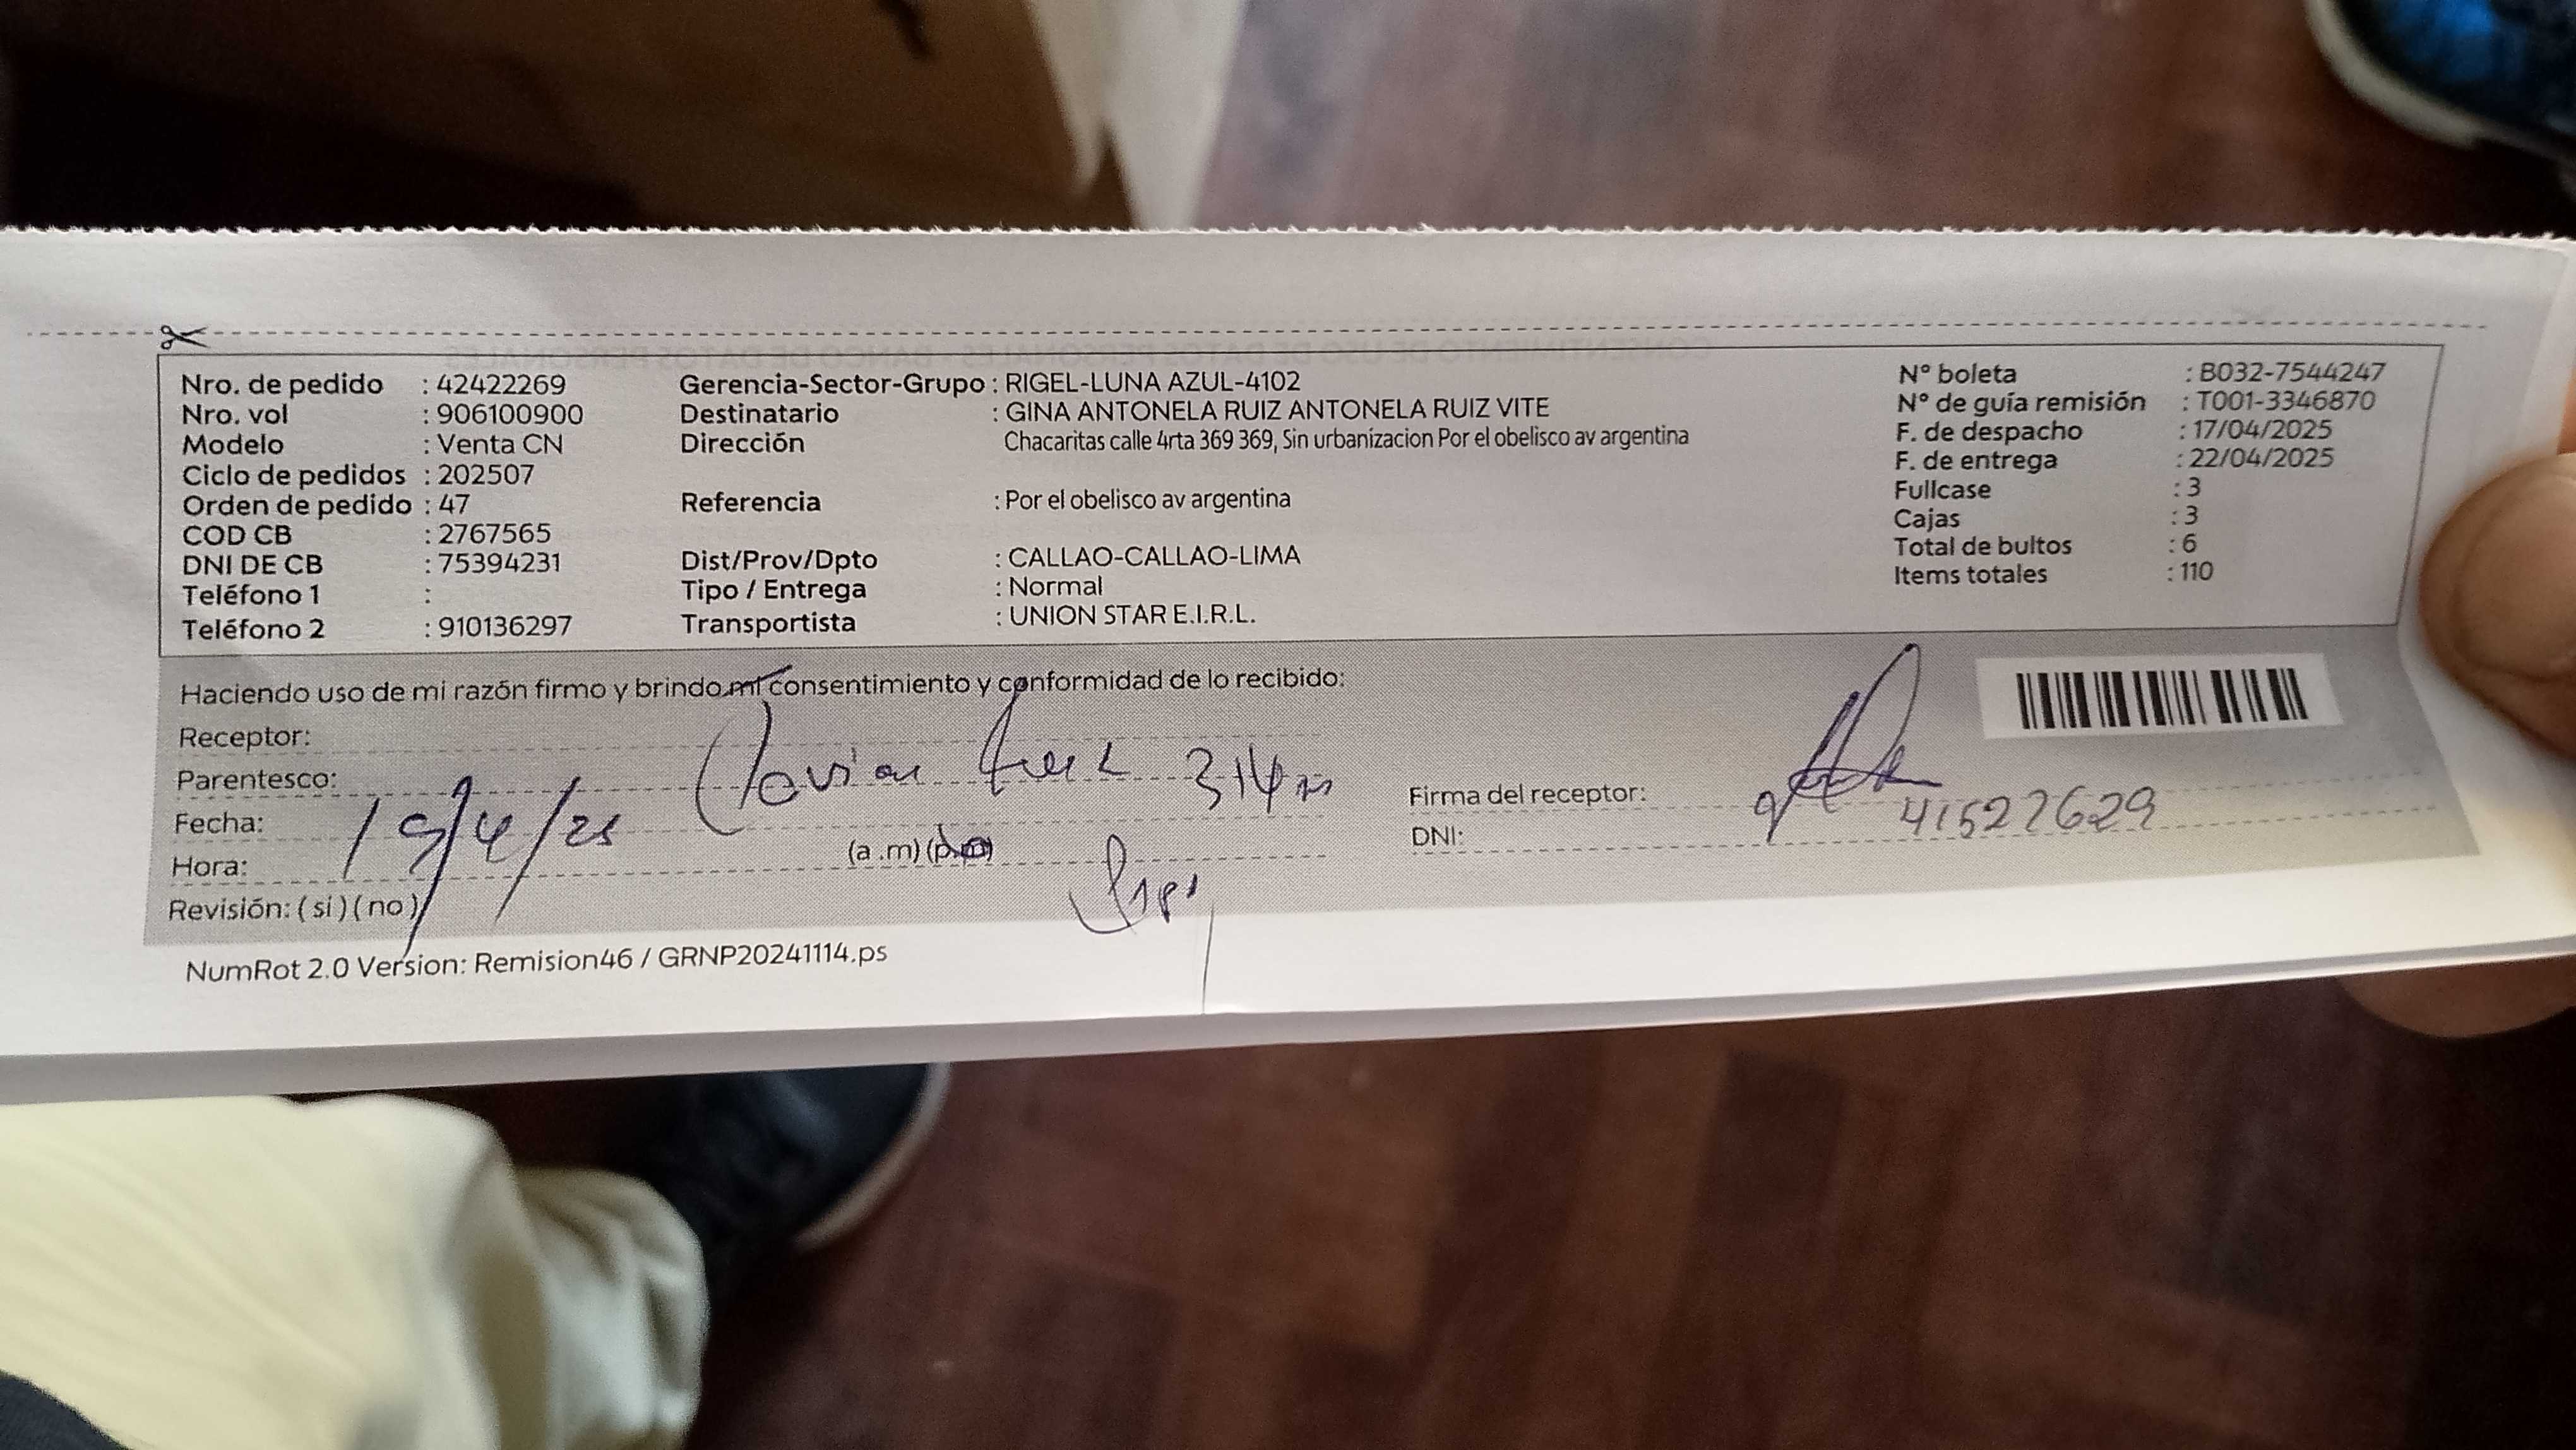 Nro. de pedido : 42422269
Nro. vol : 906100900
Modelo : Venta CN
Ciclo de pedidos : 202507
Orden de pedido : 47
COD CB : 2767565
DNI DE CB : 75394231
Teléfono 1 :
Teléfono 2 : 910136297
Gerencia-Sector-Grupo : RIGEL-LUNA AZUL-4102
Destinatario : GINA ANTONELA RUIZ ANTONELA RUIZ VITE
Dirección Chacaritas calle 4rta 369 369, Sin urbanizacion Por el obelisco av argentina
Referencia : Por el obelisco av argentina
Dist/Prov/Dpto : CALLAO-CALLAO-LIMA
Tipo / Entrega : Normal
Transportista : UNION STAR E.I.R.L.
N° boleta : B032-7544247
N° de guía remisión : T001-3346870
F. de despacho : 17/04/2025
F. de entrega : 22/04/2025
Fullcase : 3
Cajas : 3
Total de bultos : 6
Items totales : 110
Haciendo uso de mi razón firmo y brindo mi consentimiento y conformidad de lo recibido:
Receptor:
Parentesco:
Fecha: 19/4/25
Hora: (a .m) (p.m)
Revisión: ( si ) ( no )
Firma del receptor:
DNI: 41527629
NumRot 2.0 Version: Remision46 / GRNP20241114.ps